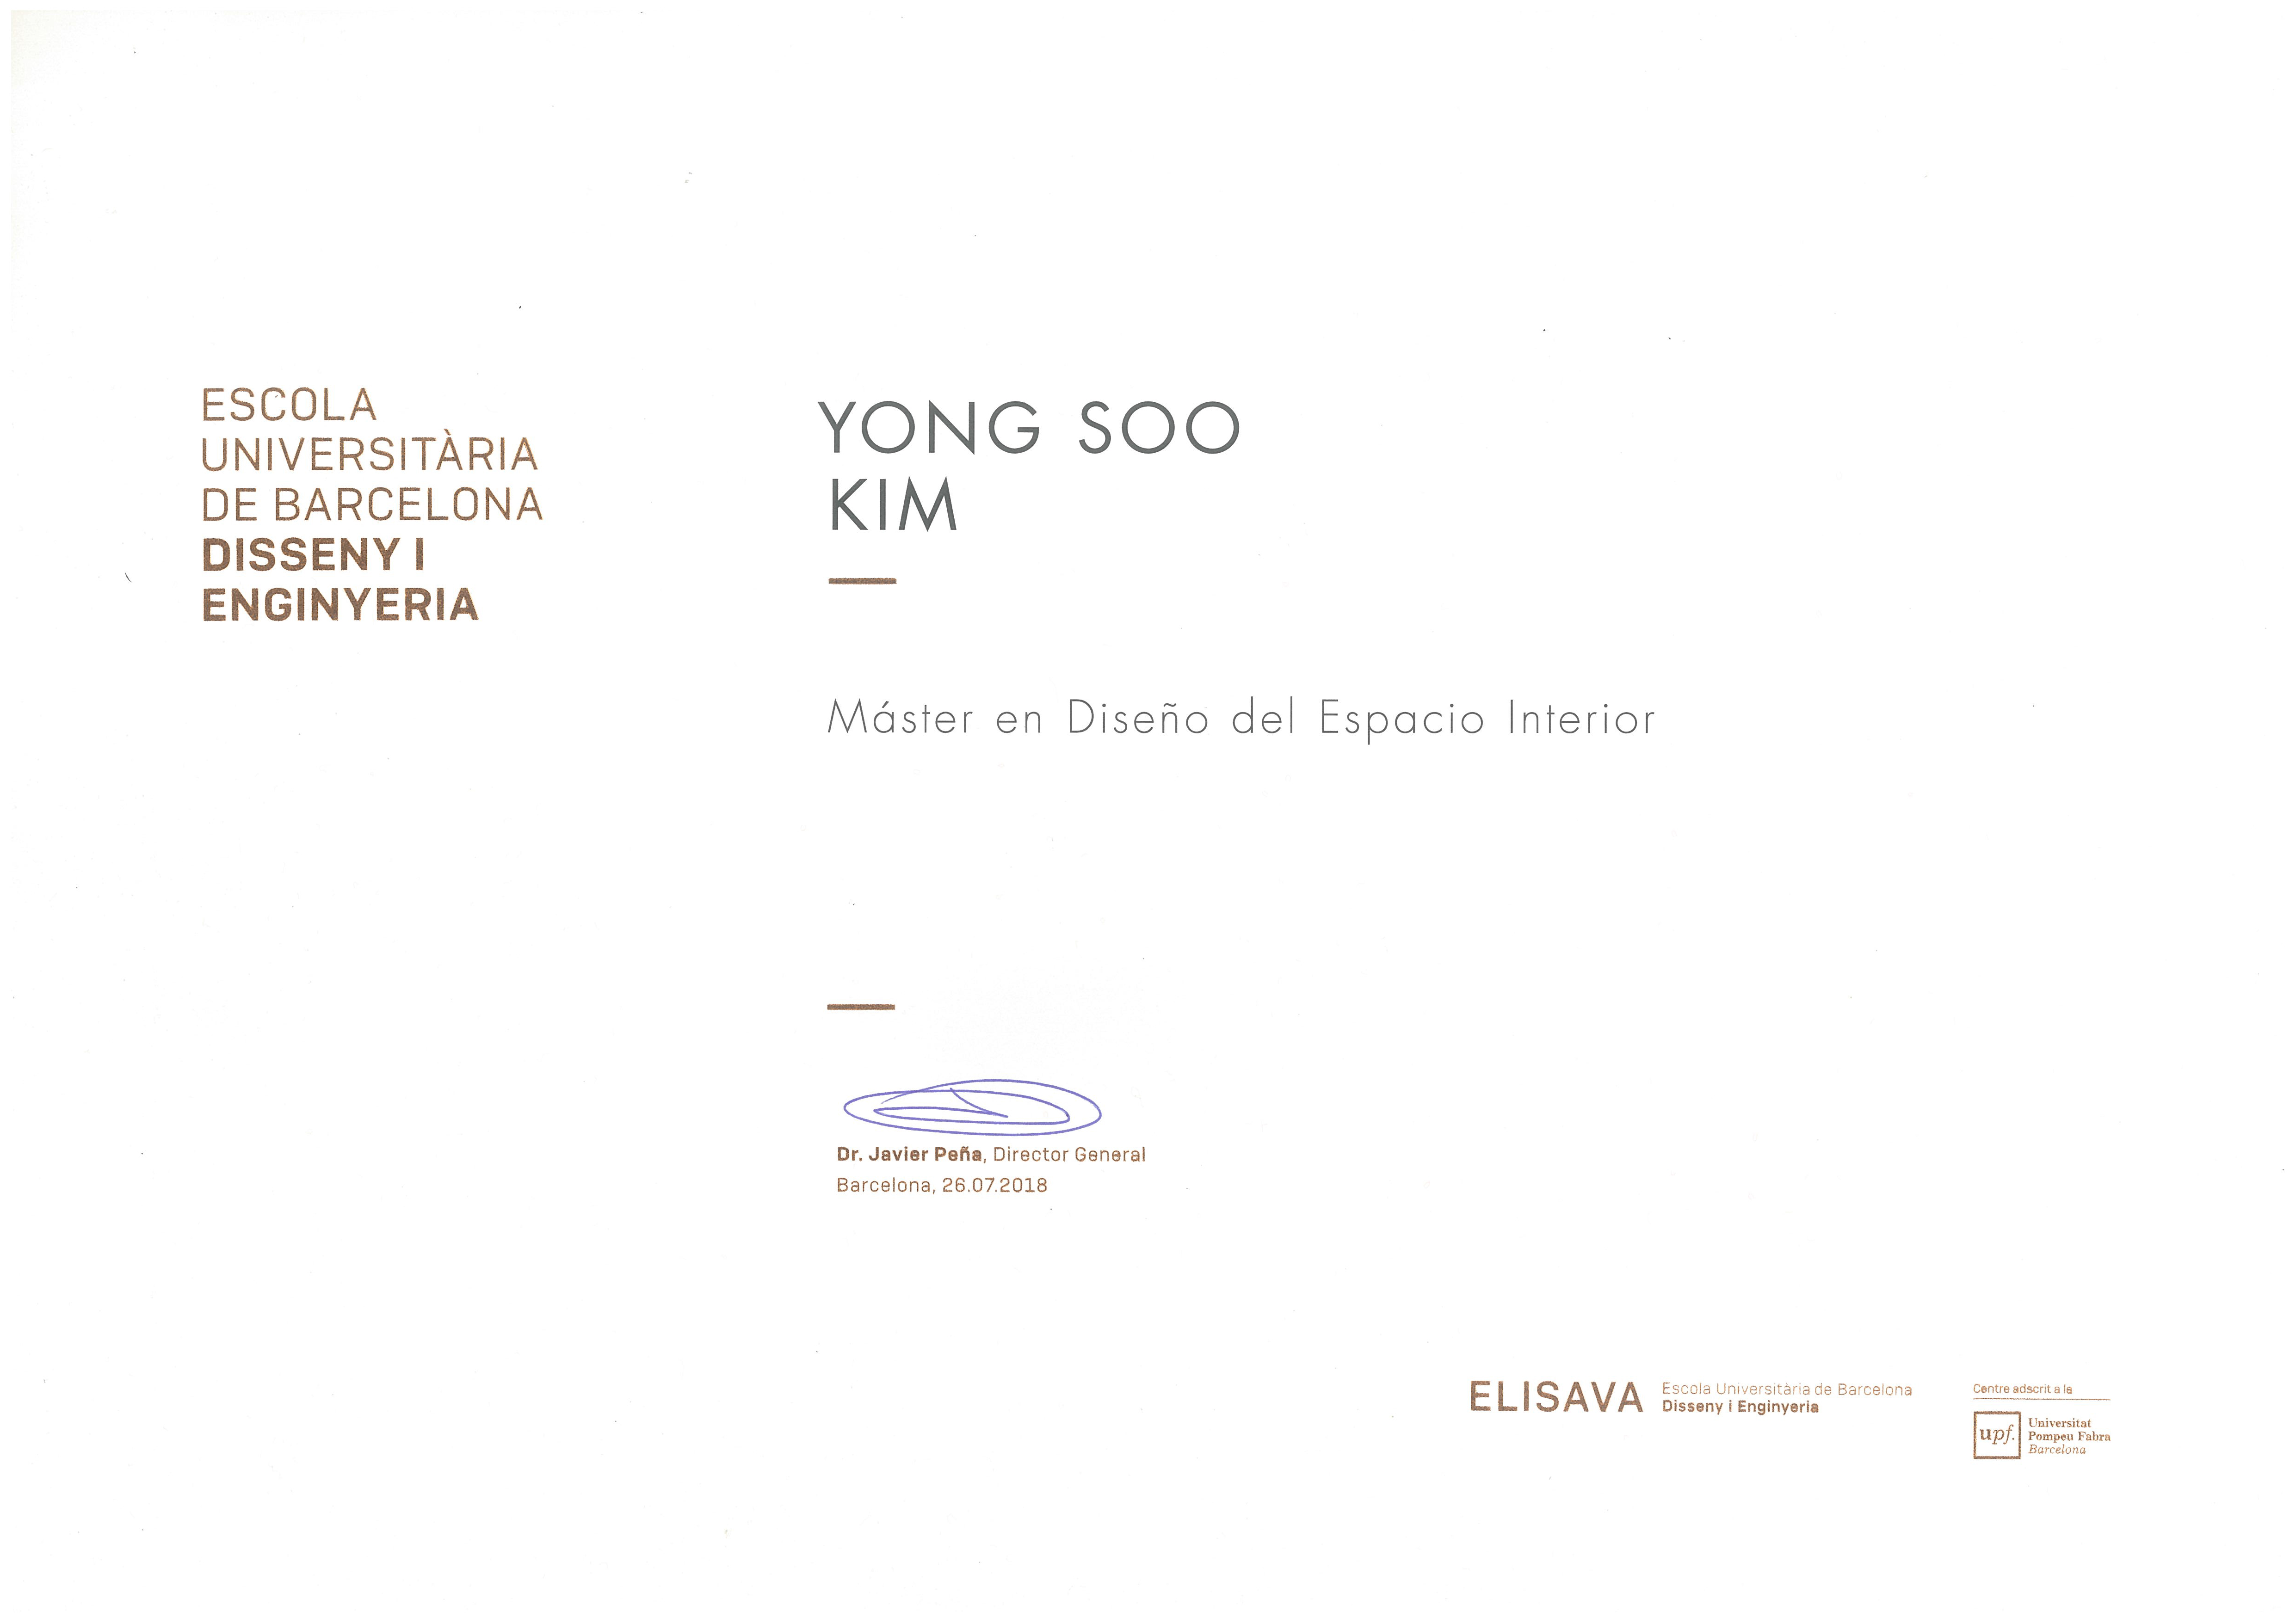 ESCOLA
UNIVERSITÀRIA
DE BARCELONA
DISSENY I
ENGINYERIA
YONG SOO
KIM
Máster en Diseño del Espacio Interior
Dr. Javier Peña, Director General
Barcelona, 26.07.2018
ELISAVA
Escola Universitària de Barcelona
Disseny i Enginyeria
Centre adscrit a la
upf.
Universitat
Pompeu Fabra
Barcelona